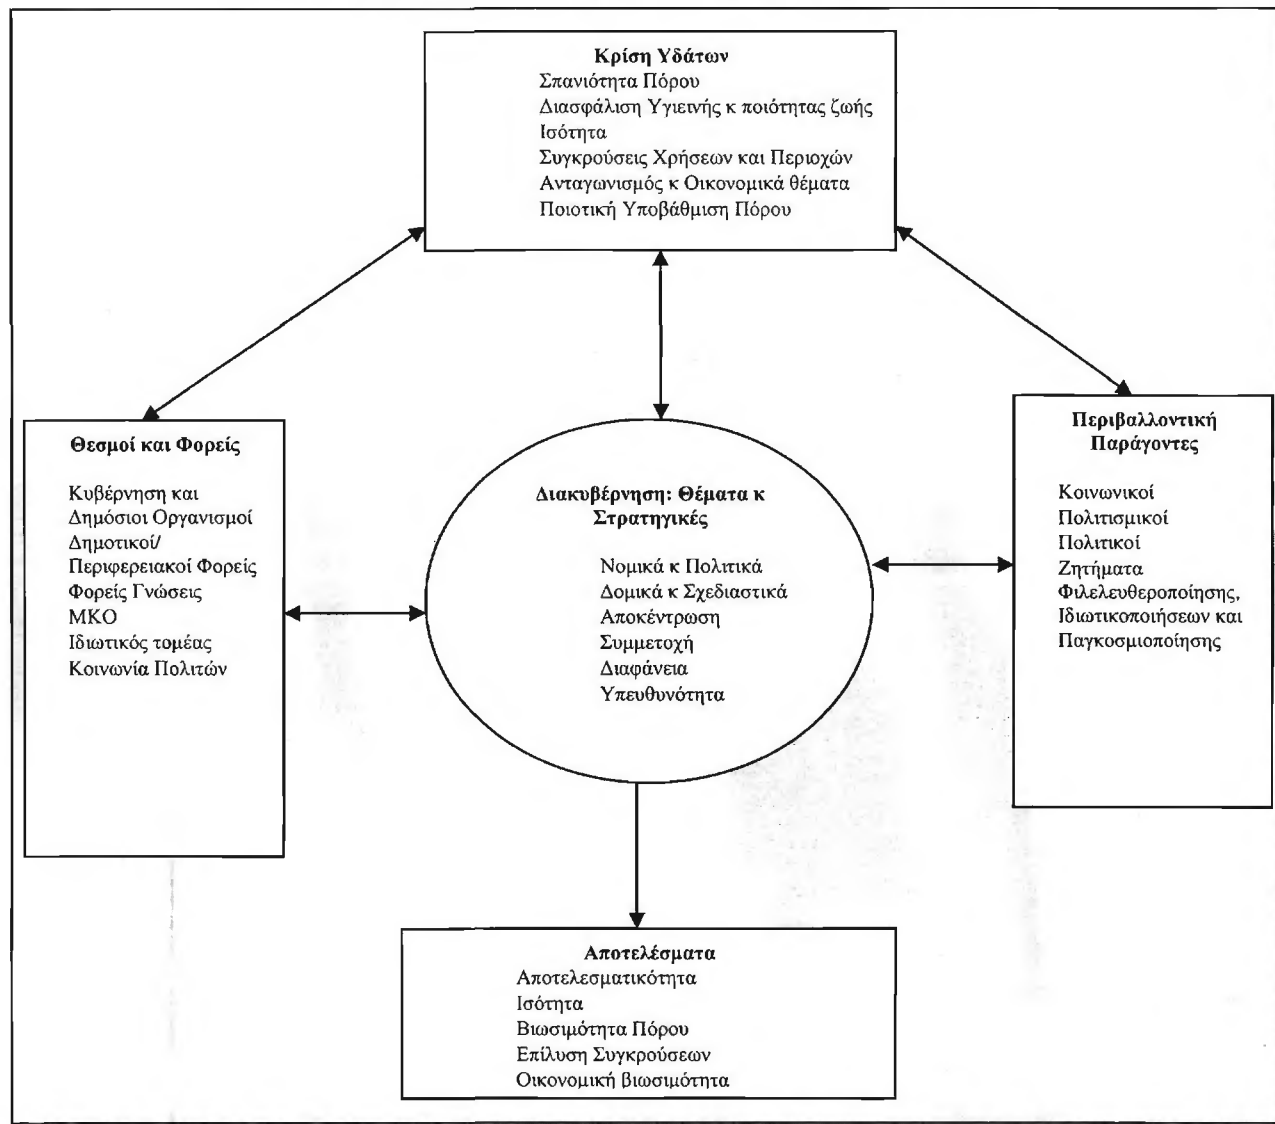 Κρίση Υδάτων
Σπανιότητα Πόρου
Διασφάλιση Υγιεινής κ ποιότητας ζωής
Ισότητα
Συγκρούσεις Χρήσεων και Περιοχών
Ανταγωνισμός κ Οικονομικά θέματα
Ποιοτική Υποβάθμιση Πόρου
Θεσμοί και Φορείς
Κυβέρνηση και
Δημόσιοι Οργανισμοί
Δημοτικοί/
Περιφερειακοί Φορείς
Φορείς Γνώσεις
ΜΚΟ
Ιδιωτικός τομέας
Κοινωνία Πολιτών
Διακυβέρνηση: Θέματα κ
Στρατηγικές
Νομικά κ Πολιτικά
Δομικά κ Σχεδιαστικά
Αποκέντρωση
Συμμετοχή
Διαφάνεια
Υπευθυνότητα
Περιβαλλοντική
Παράγοντες
Κοινωνικοί
Πολιτισμικοί
Πολιτικοί
Ζητήματα
Φιλελευθεροποίησης,
Ιδιωτικοποιήσεων και
Παγκοσμιοποίησης
Αποτελέσματα
Αποτελεσματικότητα
Ισότητα
Βιωσιμότητα Πόρου
Επίλυση Συγκρούσεων
Οικονομική βιωσιμότητα